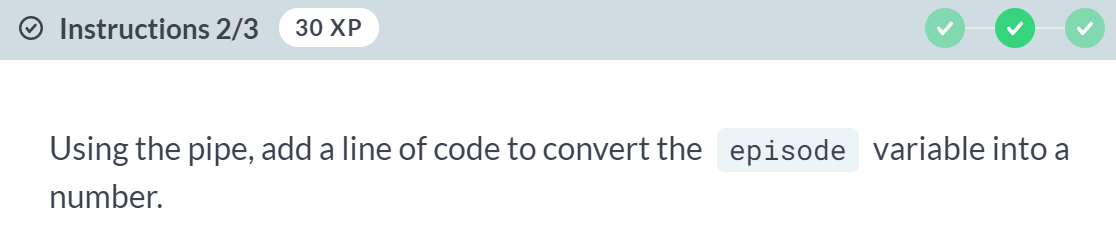 Instructions 2/3 30 XP
Using the pipe, add a line of code to convert the episode variable into a
number.